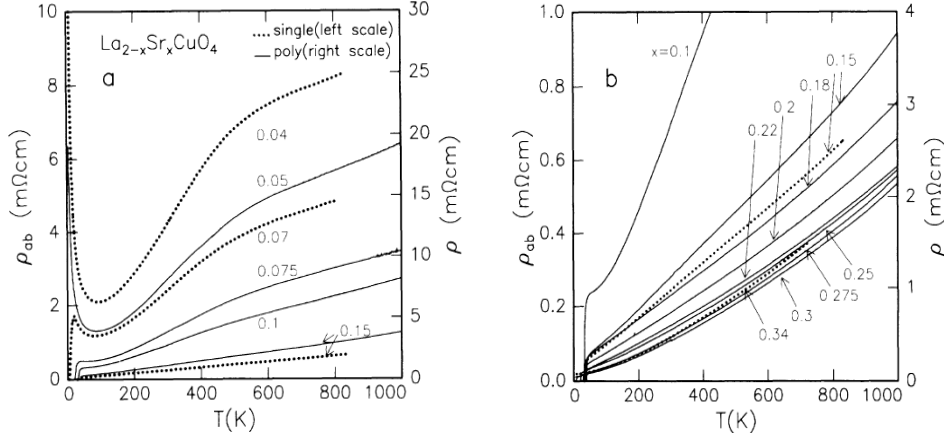 La2-xSrxCuO4
single(left scale)
poly(right scale)
a
10
8
6
4
2
0
ρab (mΩcm)
30
25
20
15
10
5
0
ρ (mΩcm)
0.04
0.05
0.07
0.075
0.1
0.15
0 200 400 600 800 1000
T(K)
b
1.0
0.8
0.6
0.4
0.2
0.0
ρab (mΩcm)
4
3
2
1
0
ρ (mΩcm)
x=0.1
0.15
0.18
0.2
0.22
0.25
0.275
0.3
0.34
0 200 400 600 800 1000
T(K)